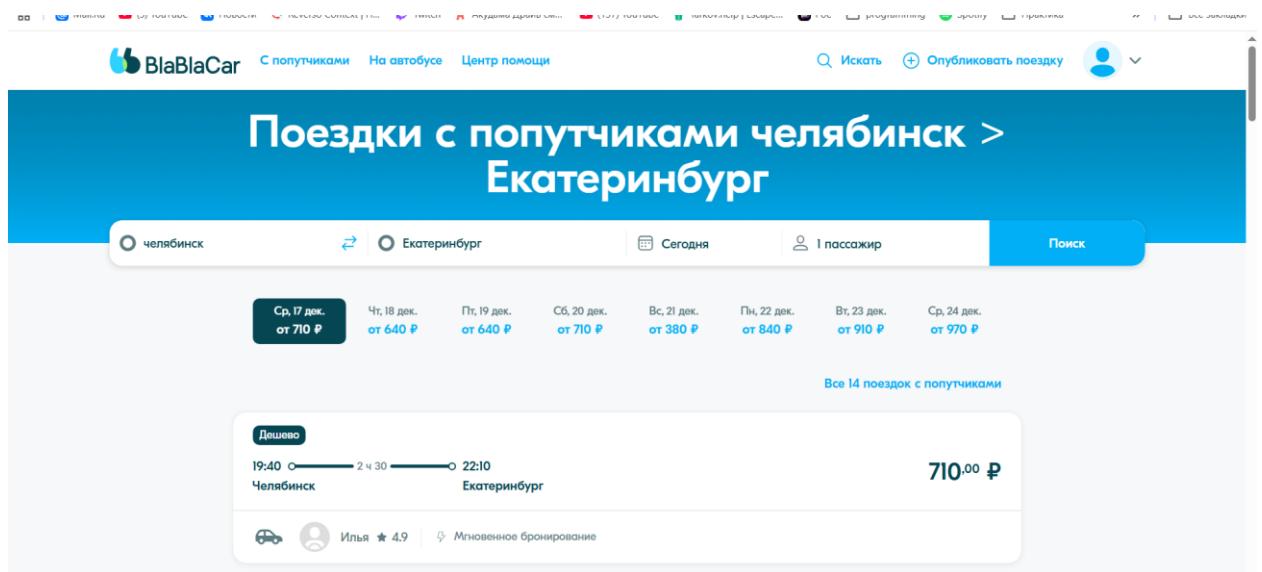 BlaBlaCar С попутчиками На автобусе Центр помощи Искать Опубликовать поездку
Поездки с попутчиками челябинск >
Екатеринбург
челябинск Екатеринбург Сегодня 1 пассажир Поиск
Ср, 17 дек. Чт, 18 дек. Пт, 19 дек. Сб, 20 дек. Вс, 21 дек. Пн, 22 дек. Вт, 23 дек. Ср, 24 дек.
от 710 ₽ от 640 ₽ от 640 ₽ от 710 ₽ от 380 ₽ от 840 ₽ от 910 ₽ от 970 ₽
Все 14 поездок с попутчиками
Дешево
19:40 2 ч 30 22:10 710,00 ₽
Челябинск Екатеринбург
Илья ★ 4.9 Мгновенное бронирование